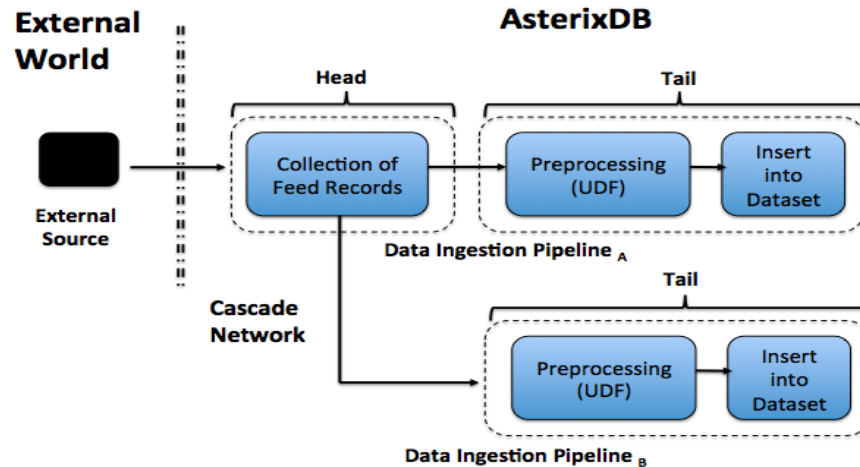 External
World
AsterixDB
Head
Tail
Collection of
Feed Records
Preprocessing
(UDF)
Insert
into
Dataset
External
Source
Data Ingestion Pipeline A
Cascade
Network
Tail
Preprocessing
(UDF)
Insert
into
Dataset
Data Ingestion Pipeline B